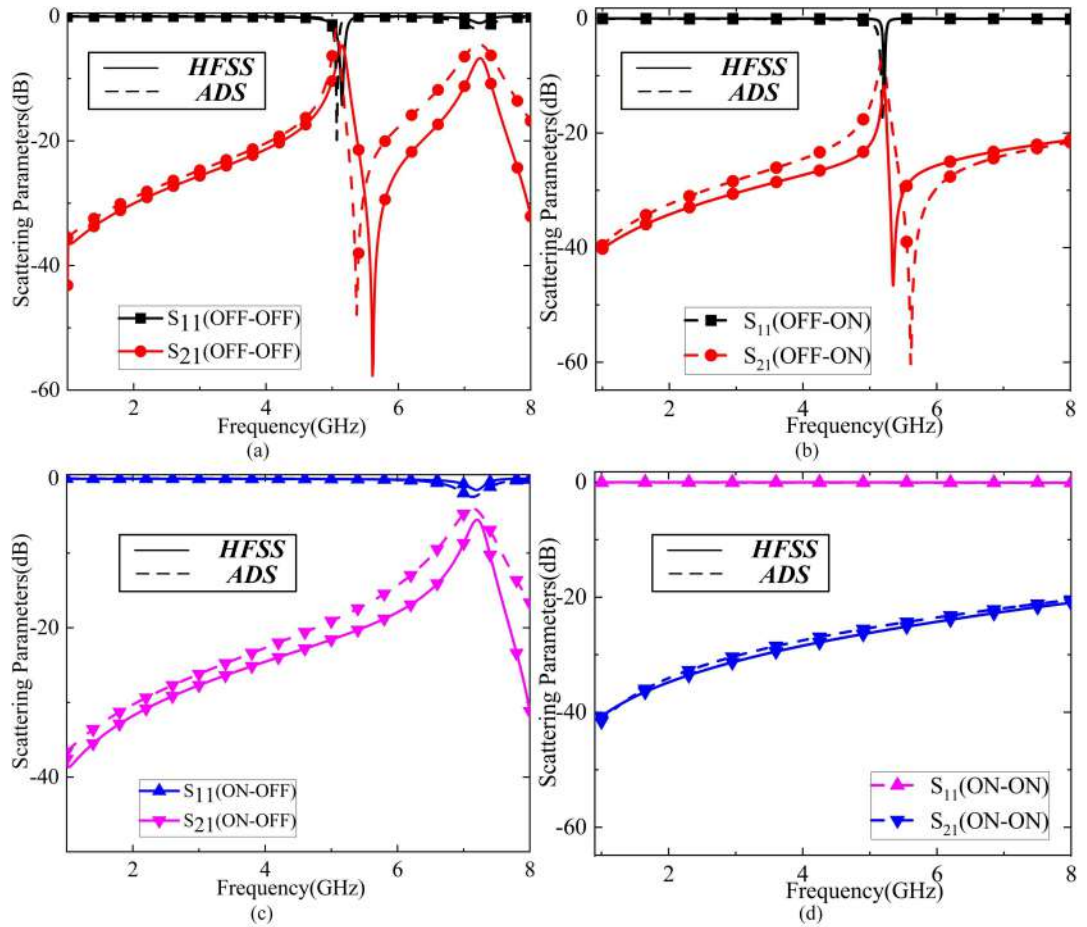 0
-20
-40
-60
Scattering Parameters(dB)
HFSS
ADS
S11(OFF-OFF)
S21(OFF-OFF)
2
4
6
8
Frequency(GHz)
(a)
0
-20
-40
-60
Scattering Parameters(dB)
HFSS
ADS
S11(OFF-ON)
S21(OFF-ON)
2
4
6
8
Frequency(GHz)
(b)
0
-20
-40
Scattering Parameters(dB)
HFSS
ADS
S11(ON-OFF)
S21(ON-OFF)
2
4
6
8
Frequency(GHz)
(c)
0
-20
-40
-60
Scattering Parameters(dB)
HFSS
ADS
S11(ON-ON)
S21(ON-ON)
2
4
6
8
Frequency(GHz)
(d)